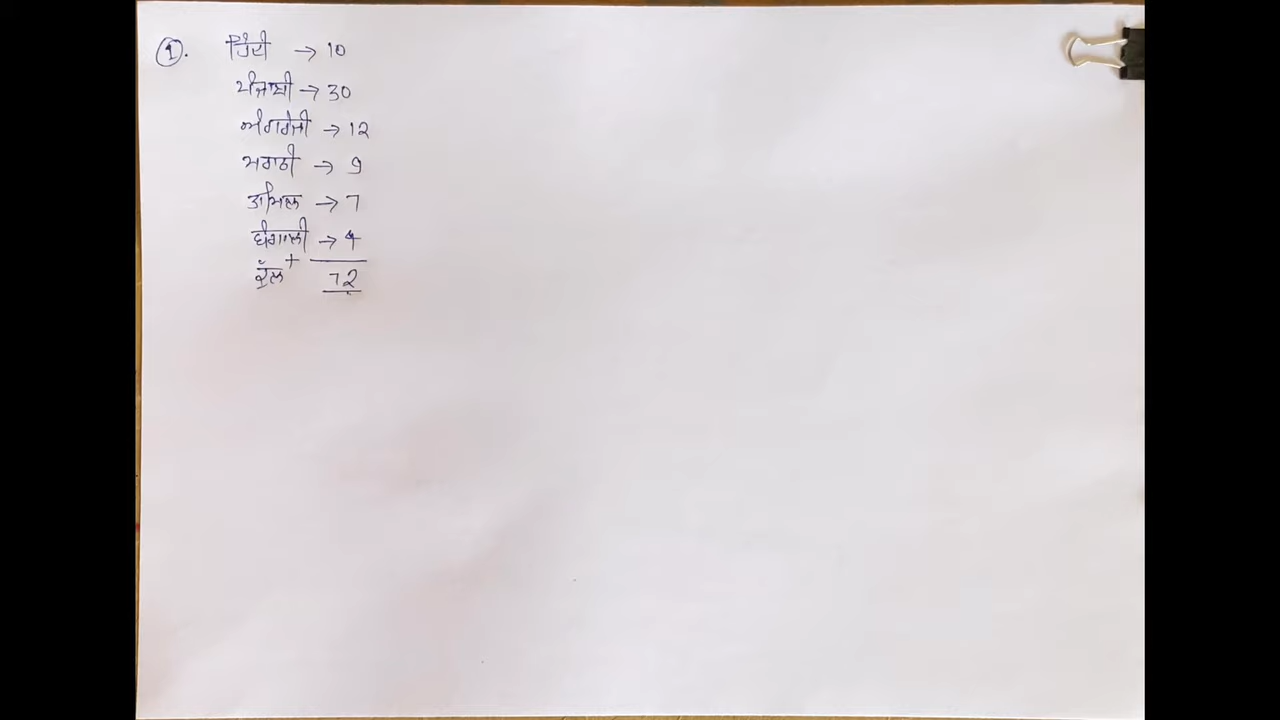 1. ਹਿੰਦੀ → 10
ਪੰਜਾਬੀ → 30
ਅੰਗਰੇਜੀ → 12
ਮਰਾਠੀ → 9
ਤਾਮਿਲ → 7
ਬੰਗਾਲੀ → 4
ਕੁੱਲ + 72